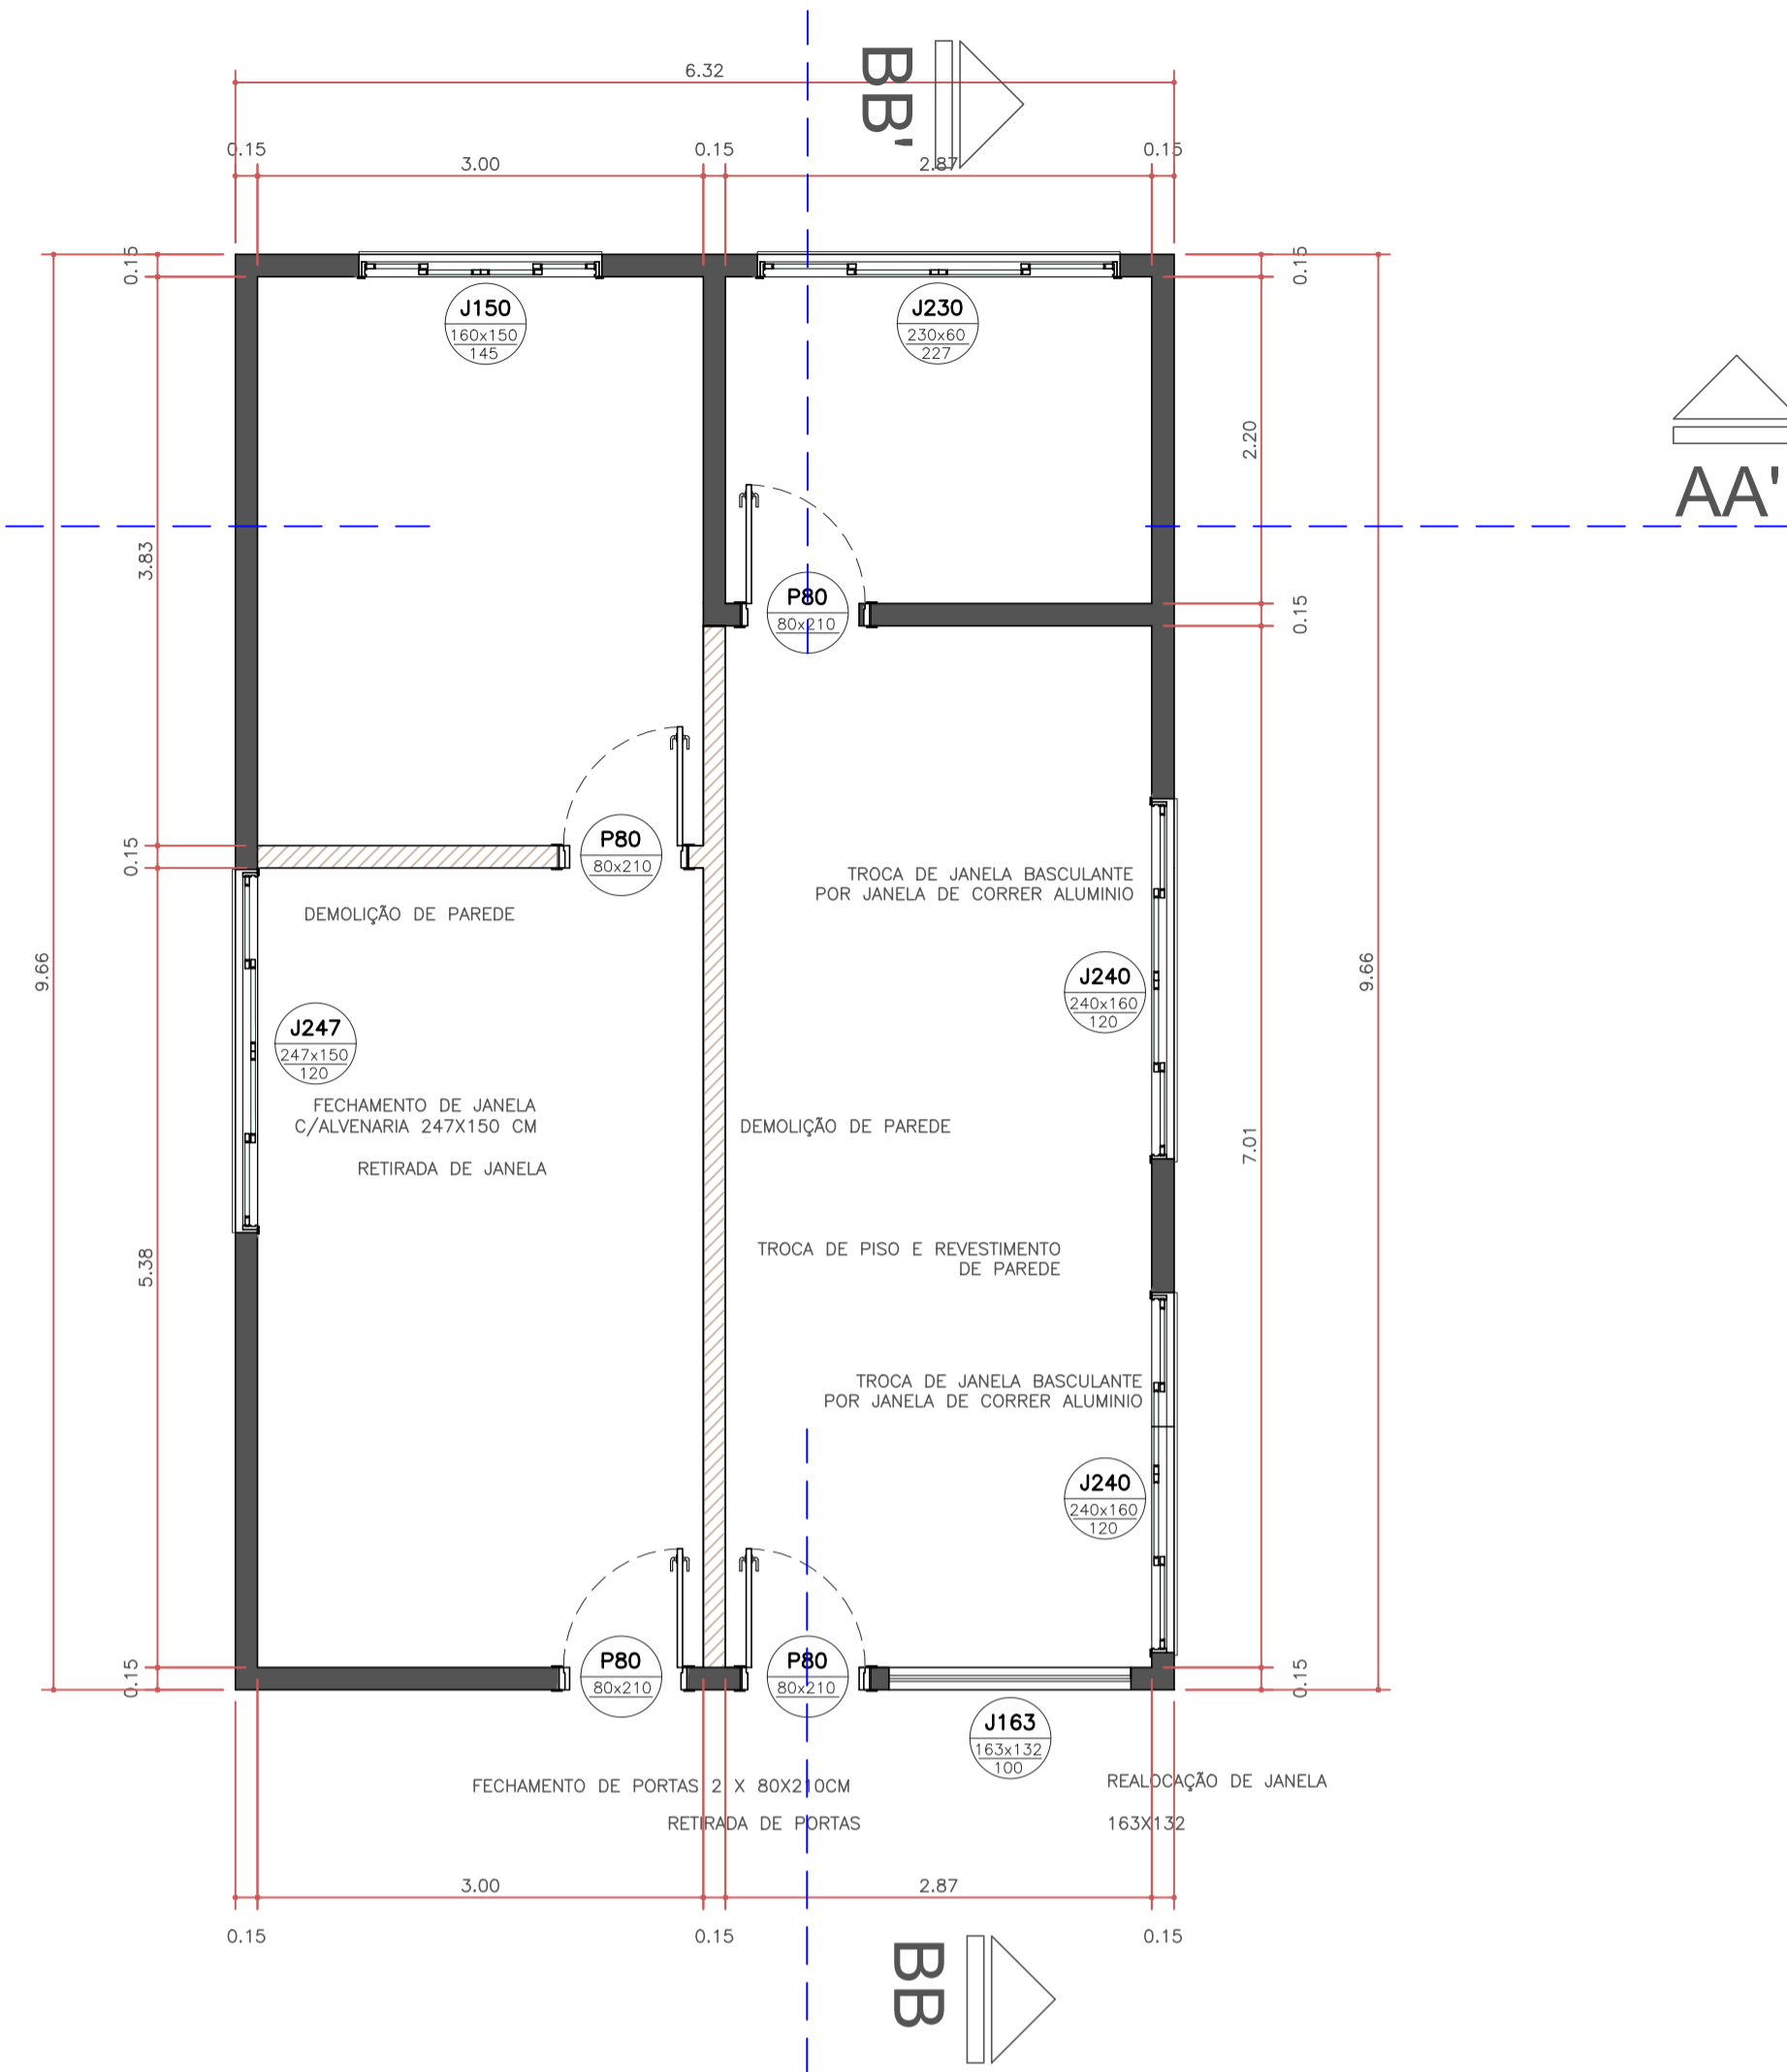 BB'
6.32
0.15
3.00
0.15
2.87
0.15
0.15
0.15
J150
160x150
145
J230
230x60
227
2.20
AA'
3.83
P80
80x210
0.15
P80
80x210
0.15
TROCA DE JANELA BASCULANTE
POR JANELA DE CORRER ALUMINIO
DEMOLIÇÃO DE PAREDE
9.66
9.66
J240
240x160
120
J247
247x150
120
FECHAMENTO DE JANELA
C/ALVENARIA 247X150 CM
DEMOLIÇÃO DE PAREDE
7.01
RETIRADA DE JANELA
5.38
TROCA DE PISO E REVESTIMENTO
DE PAREDE
TROCA DE JANELA BASCULANTE
POR JANELA DE CORRER ALUMINIO
J240
240x160
120
0.15
P80
80x210
P80
80x210
0.15
J163
163x132
100
FECHAMENTO DE PORTAS 2 X 80X210CM
REALOCAÇÃO DE JANELA
RETIRADA DE PORTAS
163X132
3.00
2.87
0.15
0.15
0.15
BB